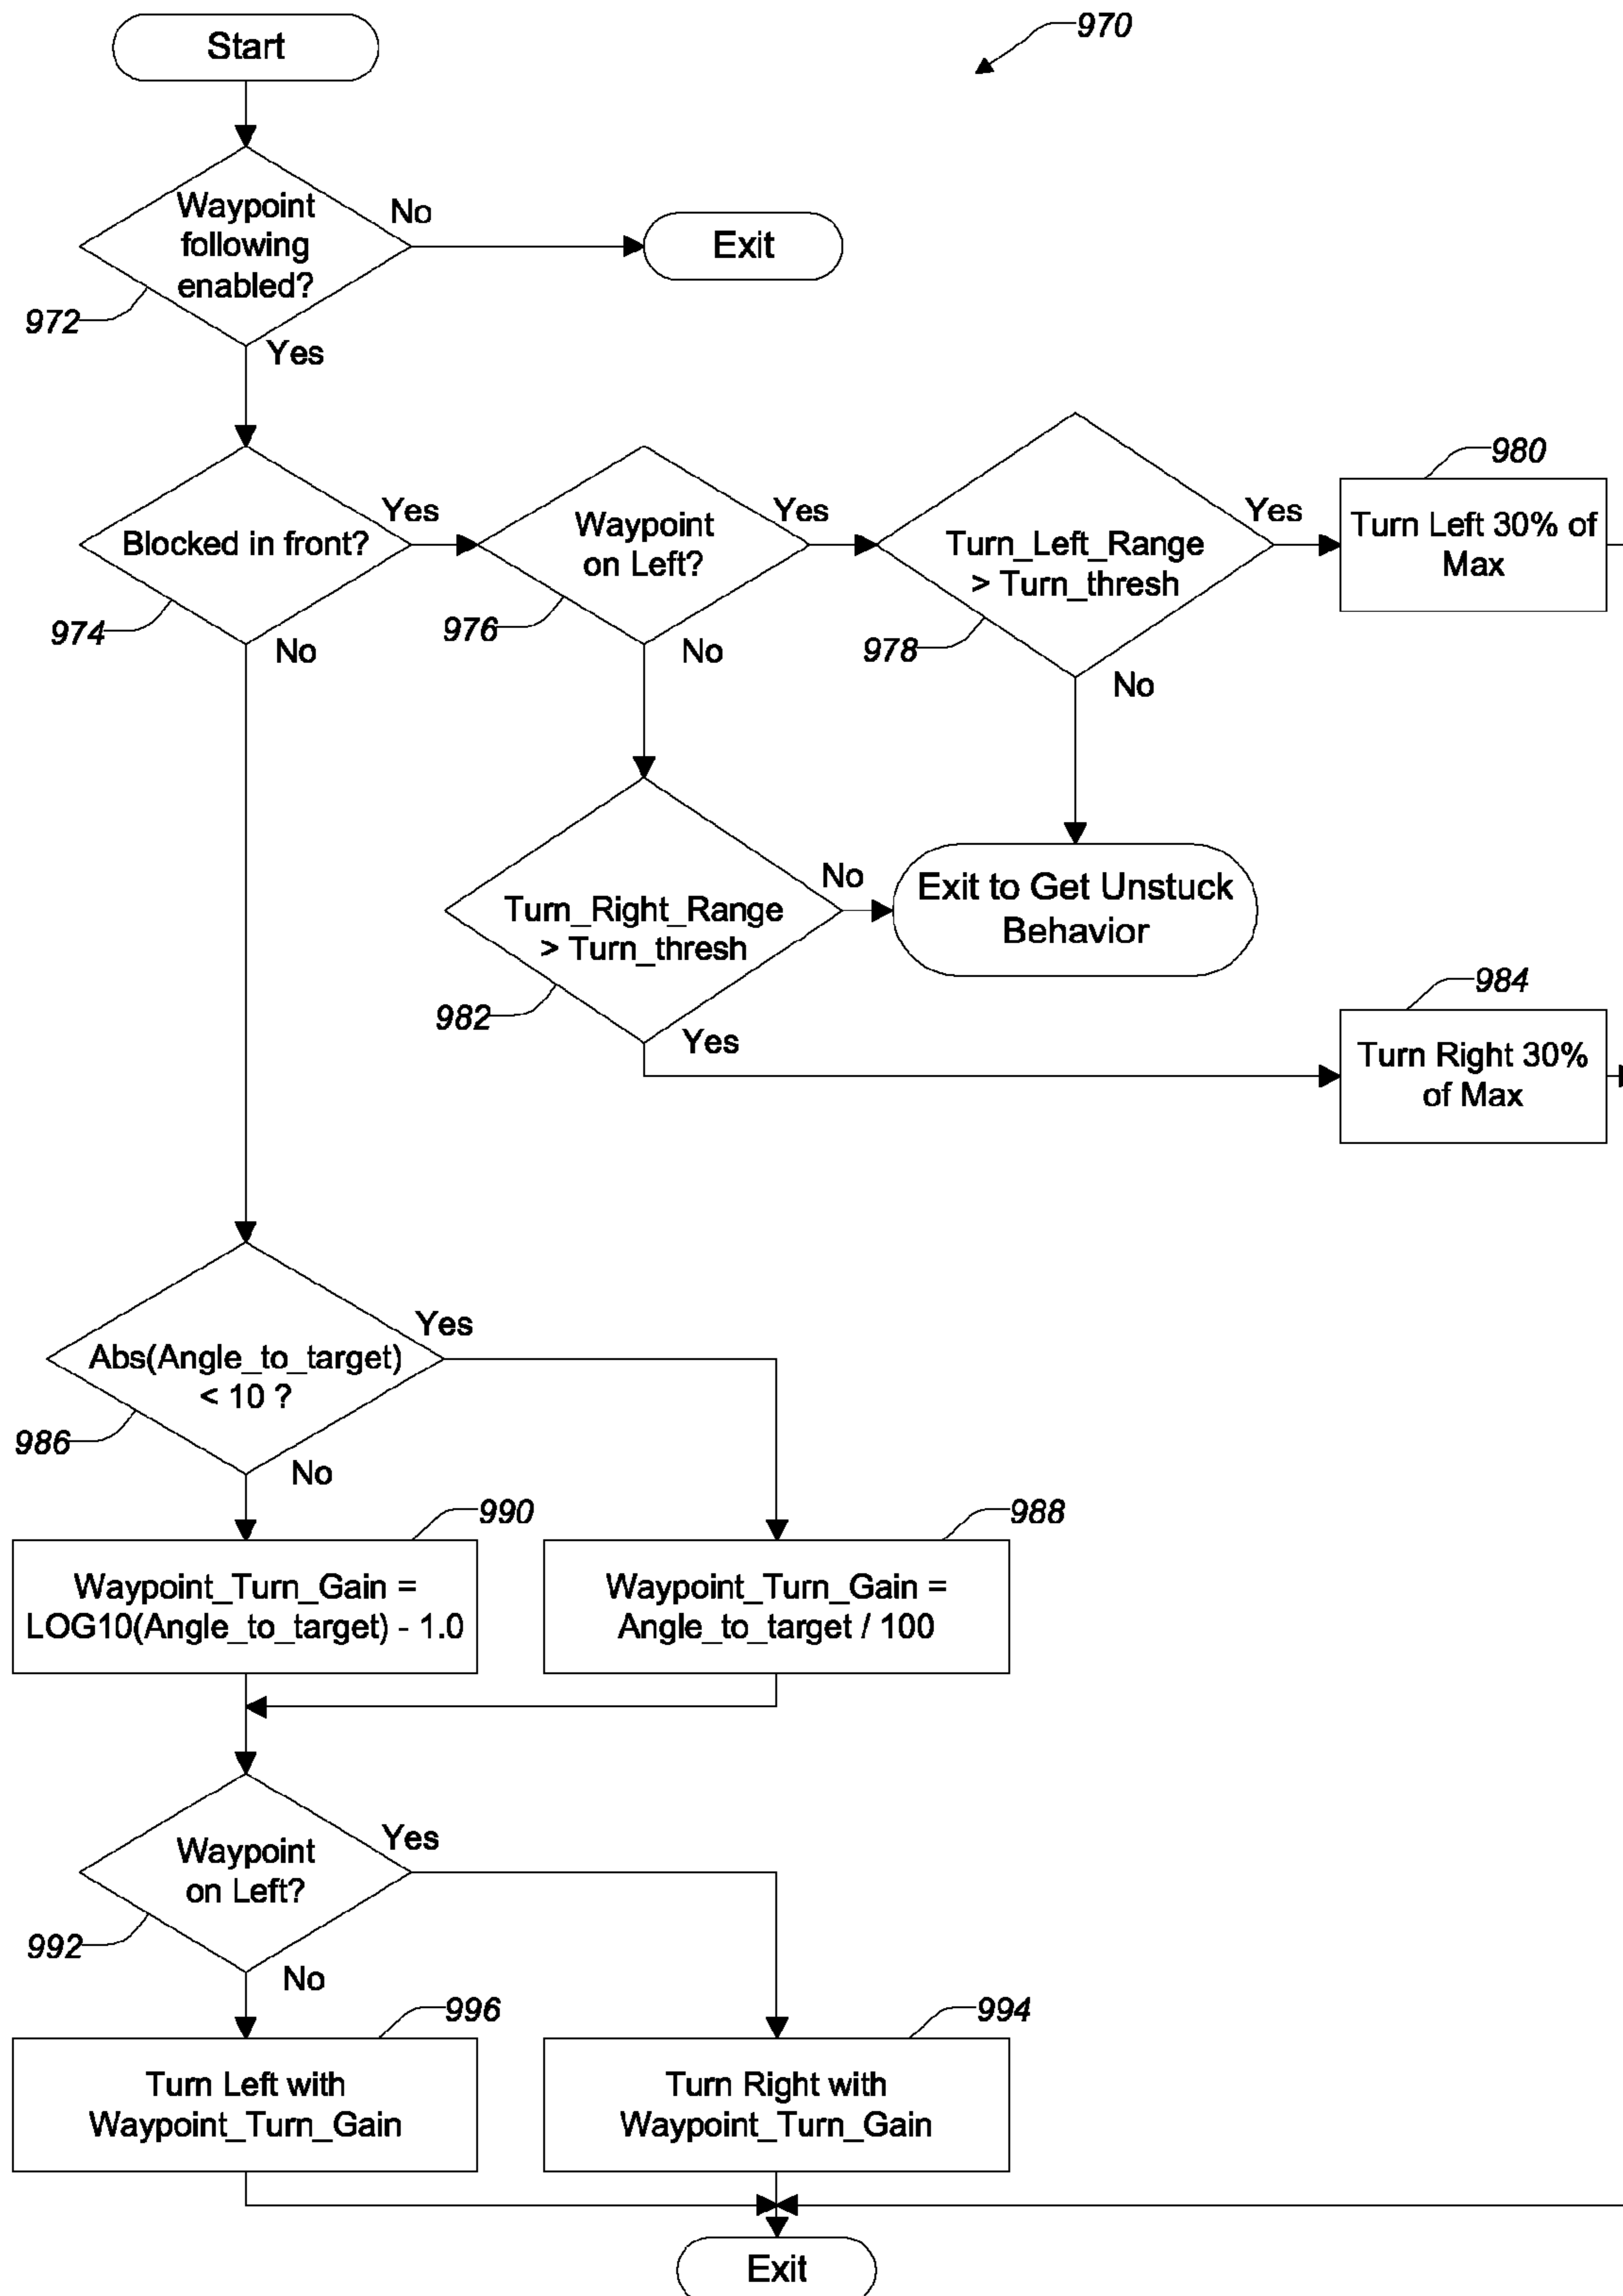 Start
970
Waypoint
following
enabled?
No
Exit
972
Yes
Blocked in front?
Yes
974
No
Waypoint
on Left?
Yes
976
No
Turn_Left_Range
> Turn_thresh
Yes
978
No
980
Turn Left 30% of
Max
Turn_Right_Range
> Turn_thresh
No
982
Yes
Exit to Get Unstuck
Behavior
984
Turn Right 30%
of Max
Abs(Angle_to_target)
< 10 ?
Yes
986
No
990
Waypoint_Turn_Gain =
LOG10(Angle_to_target) - 1.0
988
Waypoint_Turn_Gain =
Angle_to_target / 100
Waypoint
on Left?
Yes
992
No
996
Turn Left with
Waypoint_Turn_Gain
994
Turn Right with
Waypoint_Turn_Gain
Exit